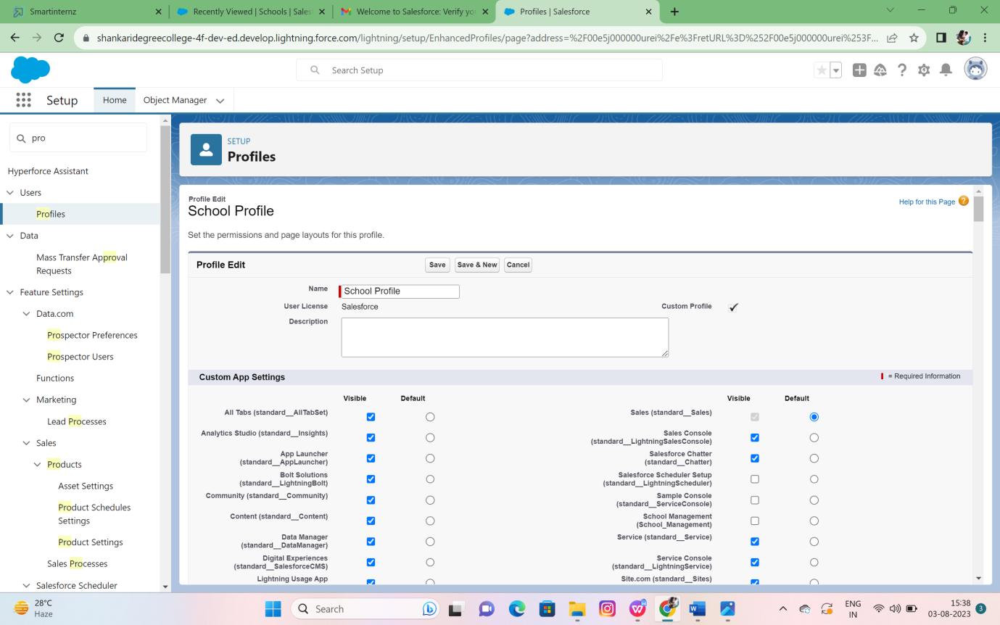 Smartinternz
Recently Viewed | Schools | Sales
Welcome to Salesforce: Verify yo
Profiles | Salesforce
shankaridegreecollege-4f-dev-ed.develop.lightning.force.com/lightning/setup/EnhancedProfiles/page?address=%2F00e5j000000urei%2Fe%3FretURL%3D%252F00e5j000000urei%253F...
Search Setup
Setup
Home
Object Manager
pro
Hyperforce Assistant
Users
Profiles
Data
Mass Transfer Approval
Requests
Feature Settings
Data.com
Prospector Preferences
Prospector Users
Functions
Marketing
Lead Processes
Sales
Products
Asset Settings
Product Schedules
Settings
Product Settings
Sales Processes
Salesforce Scheduler
SETUP
Profiles
Profile Edit
School Profile
Help for this Page ?
Set the permissions and page layouts for this profile.
Profile Edit
Save
Save & New
Cancel
Name
School Profile
User License
Salesforce
Custom Profile
Description
Custom App Settings
= Required Information
Visible Default Visible Default
All Tabs (standard__AllTabSet)
Sales (standard__Sales)
Analytics Studio (standard__Insights)
Sales Console
(standard__LightningSalesConsole)
App Launcher
(standard__AppLauncher)
Salesforce Chatter
(standard__Chatter)
Bolt Solutions
(standard__LightningBolt)
Salesforce Scheduler Setup
(standard__LightningScheduler)
Community (standard__Community)
Sample Console
(standard__ServiceConsole)
Content (standard__Content)
School Management
(School_Management)
Data Manager
(standard__DataManager)
Service (standard__Service)
Digital Experiences
(standard__SalesforceCMS)
Service Console
(standard__LightningService)
Lightning Usage App
Site.com (standard__Sites)
28°C
Haze
Search
ENG
IN
15:38
03-08-2023
3